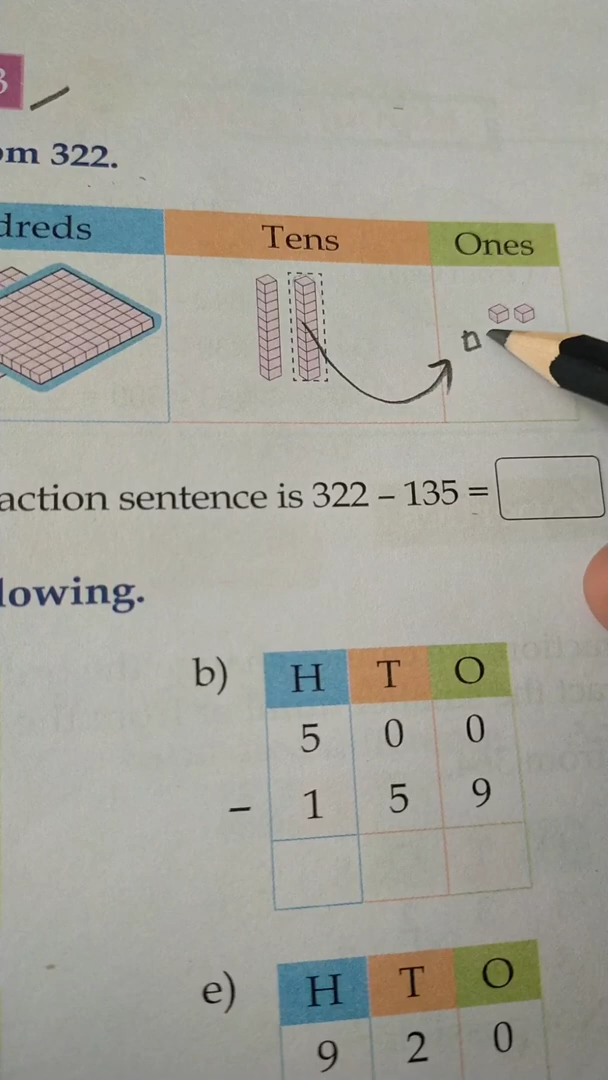 3
om 322.
dreds Tens Ones
action sentence is 322 – 135 =
lowing.
b) H T O
5 0 0
– 1 5 9
e) H T O
9 2 0